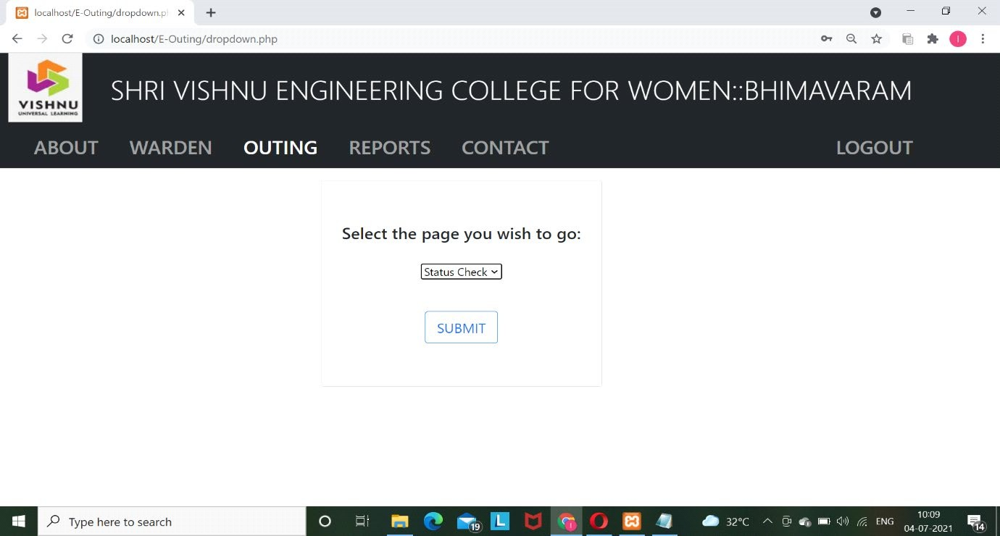 localhost/E-Outing/dropdown.p
localhost/E-Outing/dropdown.php
I
VISHNU
UNIVERSAL LEARNING
SHRI VISHNU ENGINEERING COLLEGE FOR WOMEN::BHIMAVARAM
ABOUT WARDEN OUTING REPORTS CONTACT LOGOUT
Select the page you wish to go:
Status Check
SUBMIT
Type here to search
19
L
I
32°C
ENG
10:09
04-07-2021
14